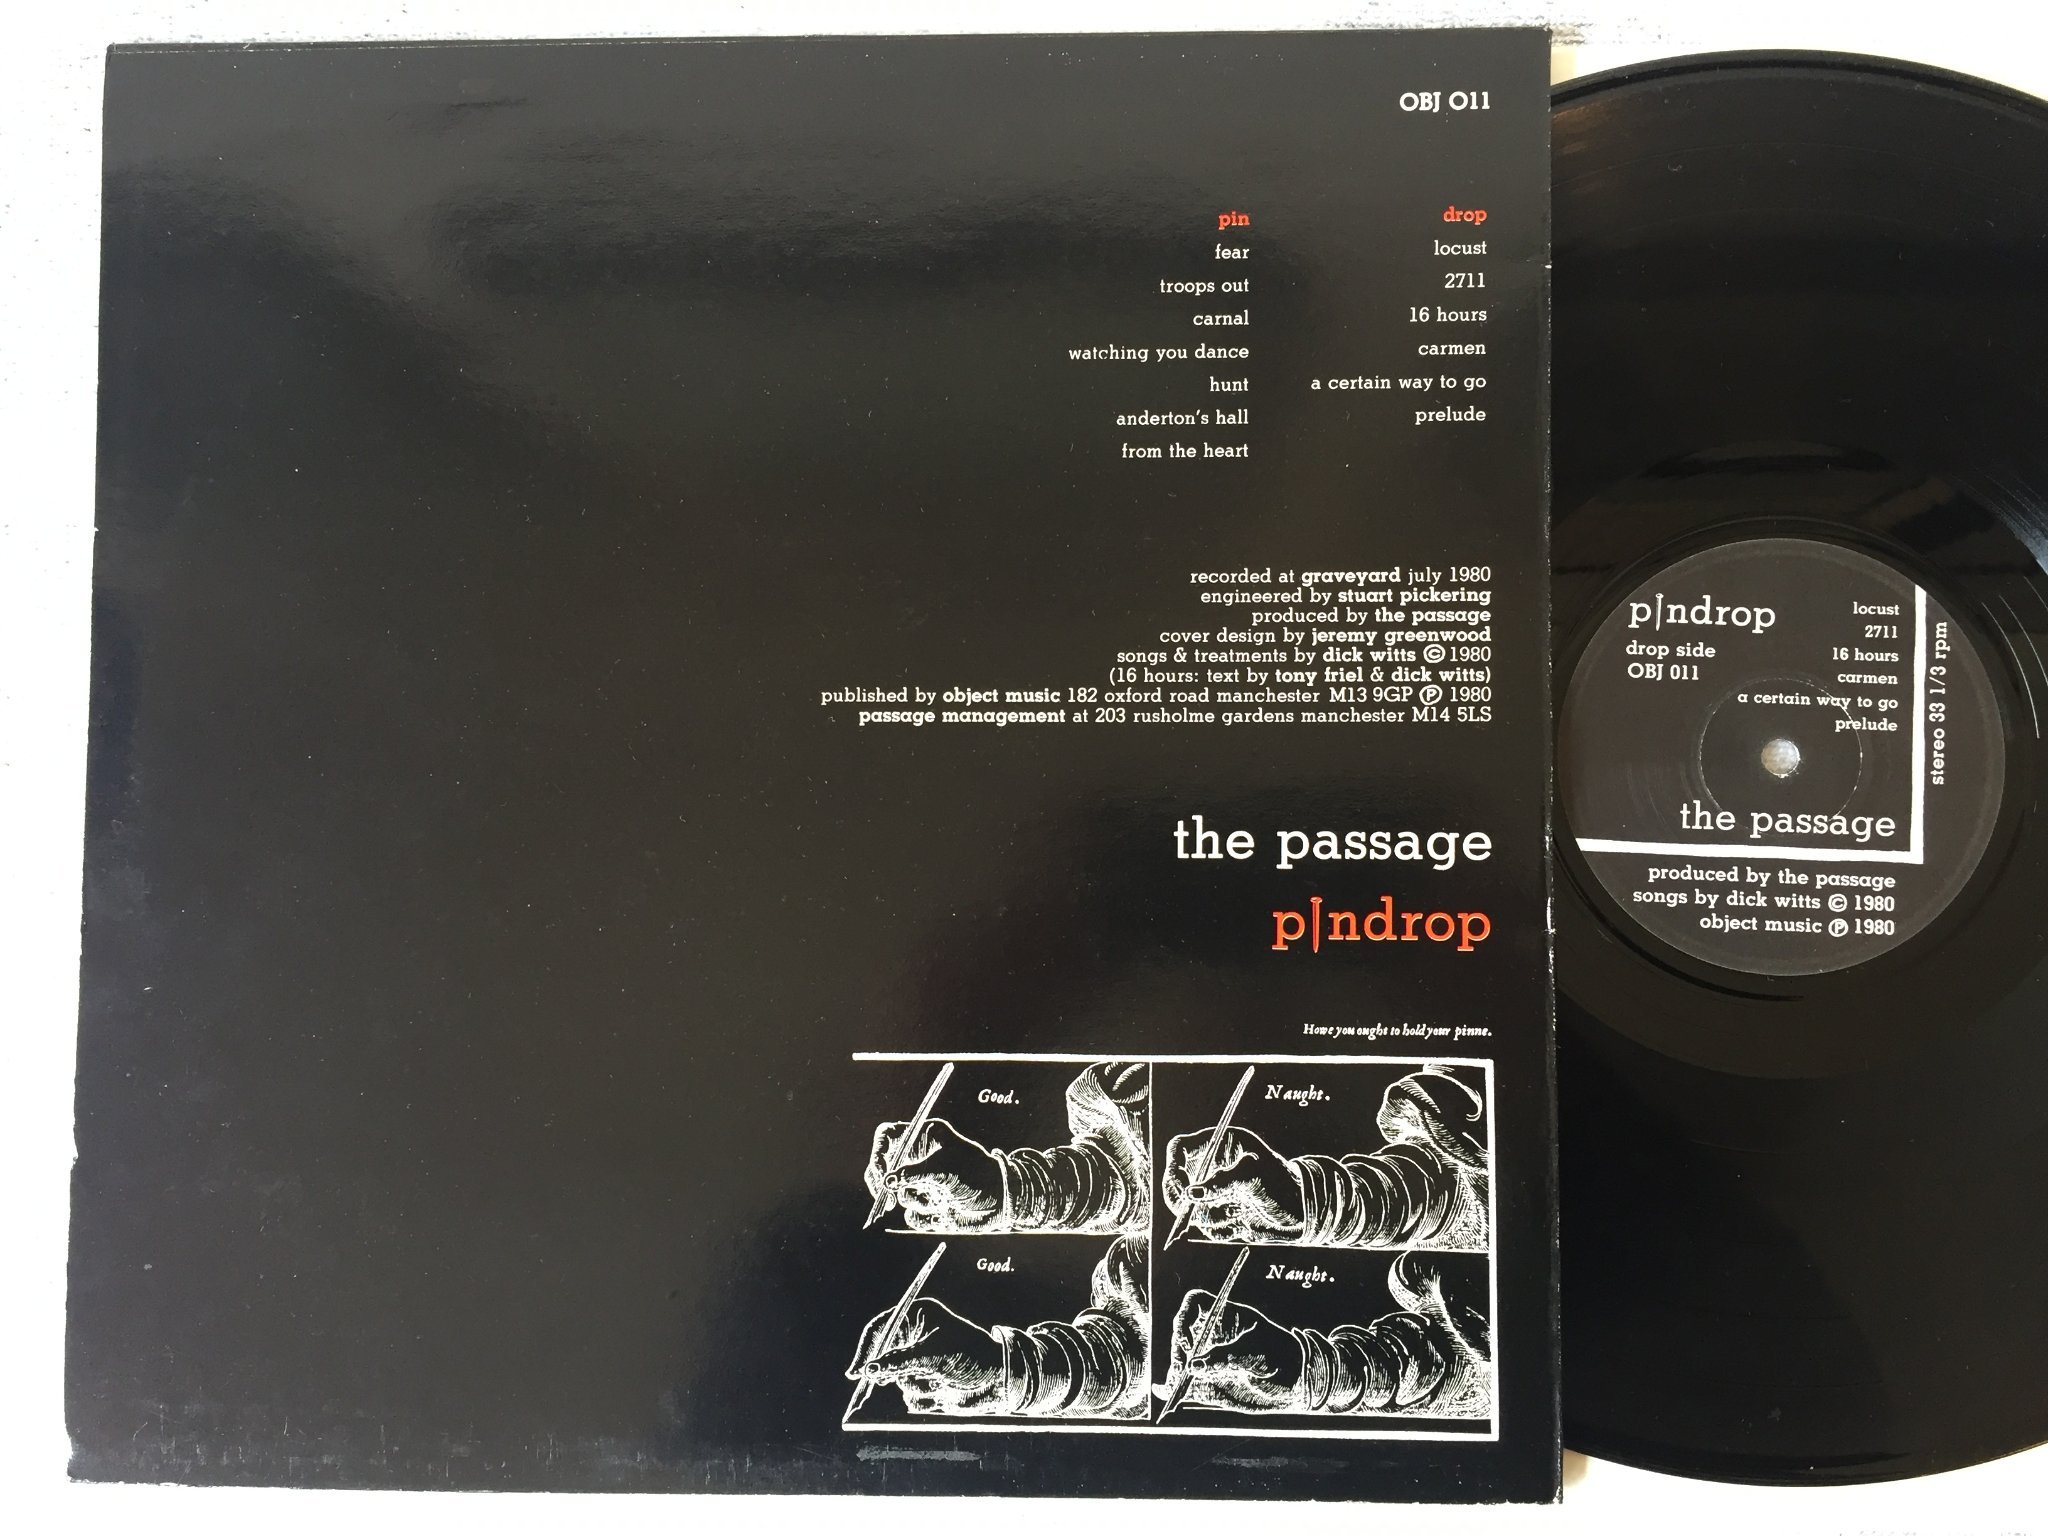 OBJ 011
pin
fear
troops out
carnal
watching you dance
hunt
anderton's hall
from the heart
drop
locust
2711
16 hours
carmen
a certain way to go
prelude
recorded at graveyard july 1980
engineered by stuart pickering
produced by the passage
cover design by jeremy greenwood
songs & treatments by dick witts © 1980
(16 hours: text by tony friel & dick witts)
published by object music 182 oxford road manchester M13 9GP ℗ 1980
passage management at 203 rusholme gardens manchester M14 5LS
the passage
pindrop
Howe you ought to hold your pinne.
Good.
Naught.
Good.
Naught.
pindrop
drop side
OBJ 011
locust
2711
16 hours
carmen
a certain way to go
prelude
stereo 33 1/3 rpm
the passage
produced by the passage
songs by dick witts © 1980
object music ℗ 1980